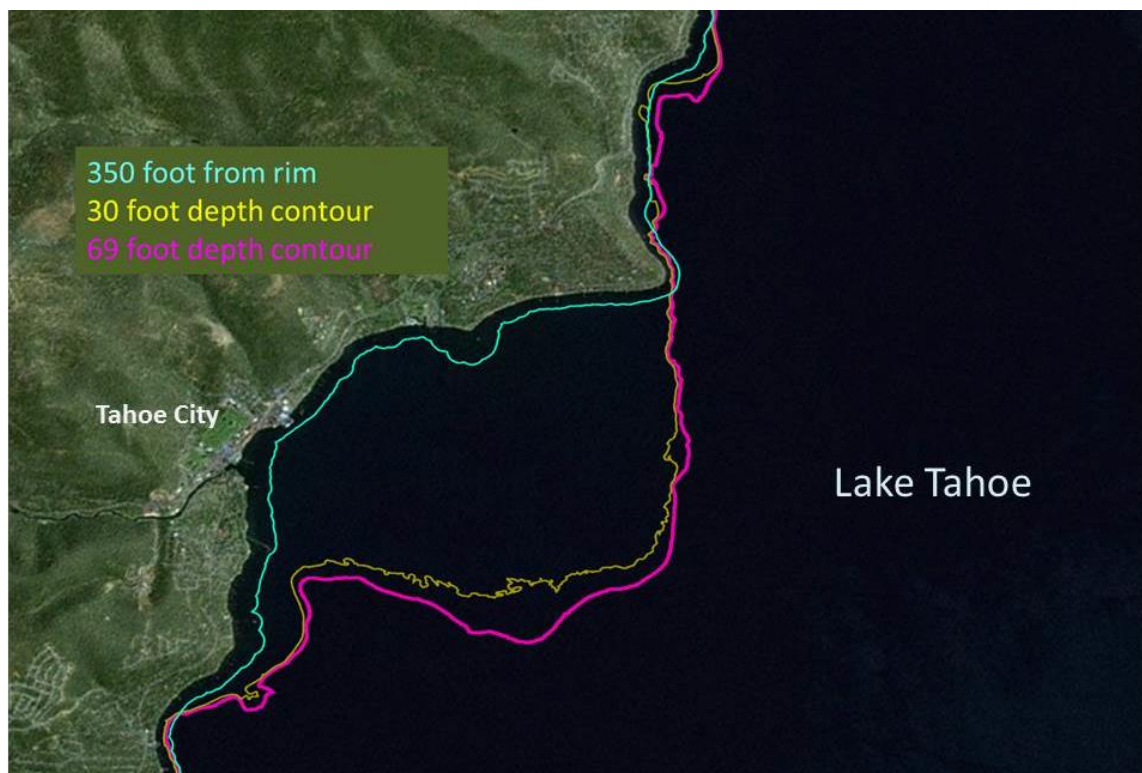 350 foot from rim
30 foot depth contour
69 foot depth contour
Tahoe City
Lake Tahoe